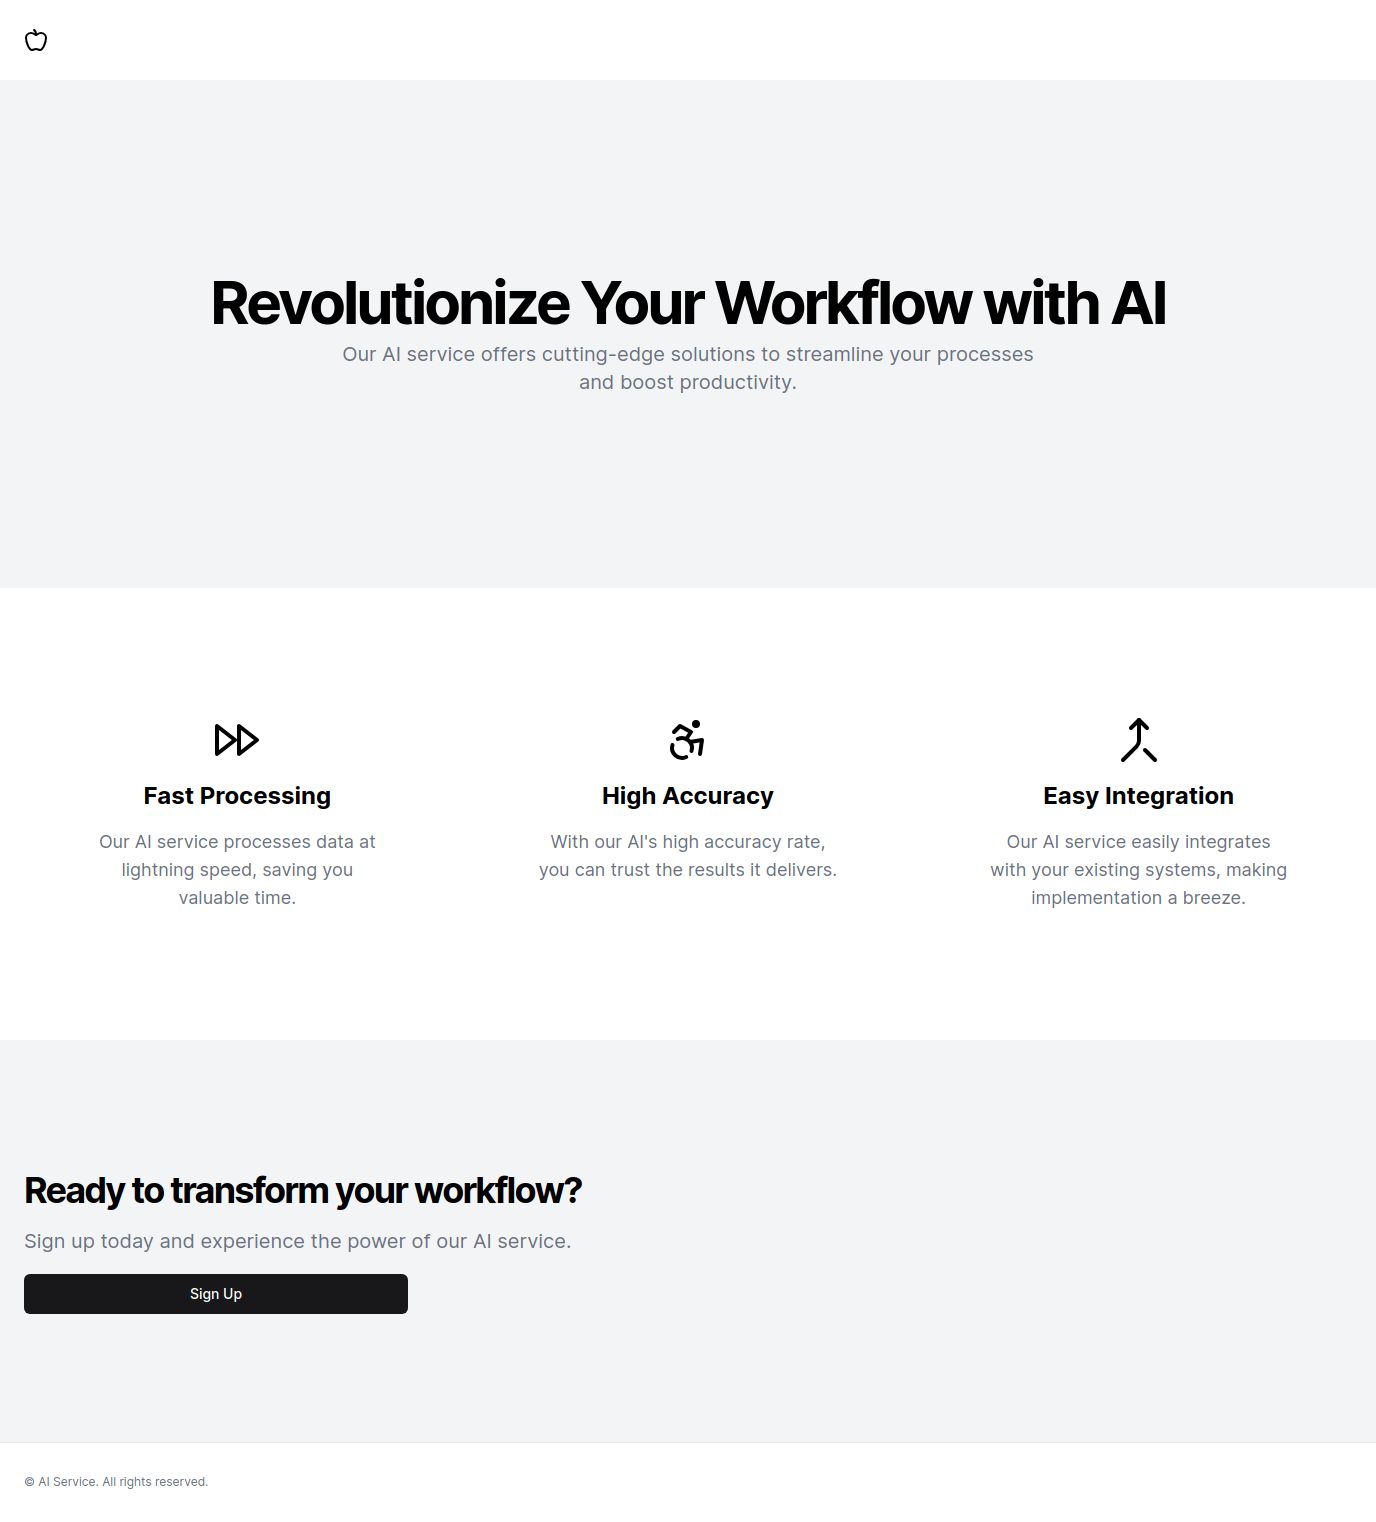 Revolutionize Your Workflow with AI
Our AI service offers cutting-edge solutions to streamline your processes
and boost productivity.
Fast Processing
Our AI service processes data at
lightning speed, saving you
valuable time.
High Accuracy
With our AI's high accuracy rate,
you can trust the results it delivers.
Easy Integration
Our AI service easily integrates
with your existing systems, making
implementation a breeze.
Ready to transform your workflow?
Sign up today and experience the power of our AI service.
Sign Up
© AI Service. All rights reserved.